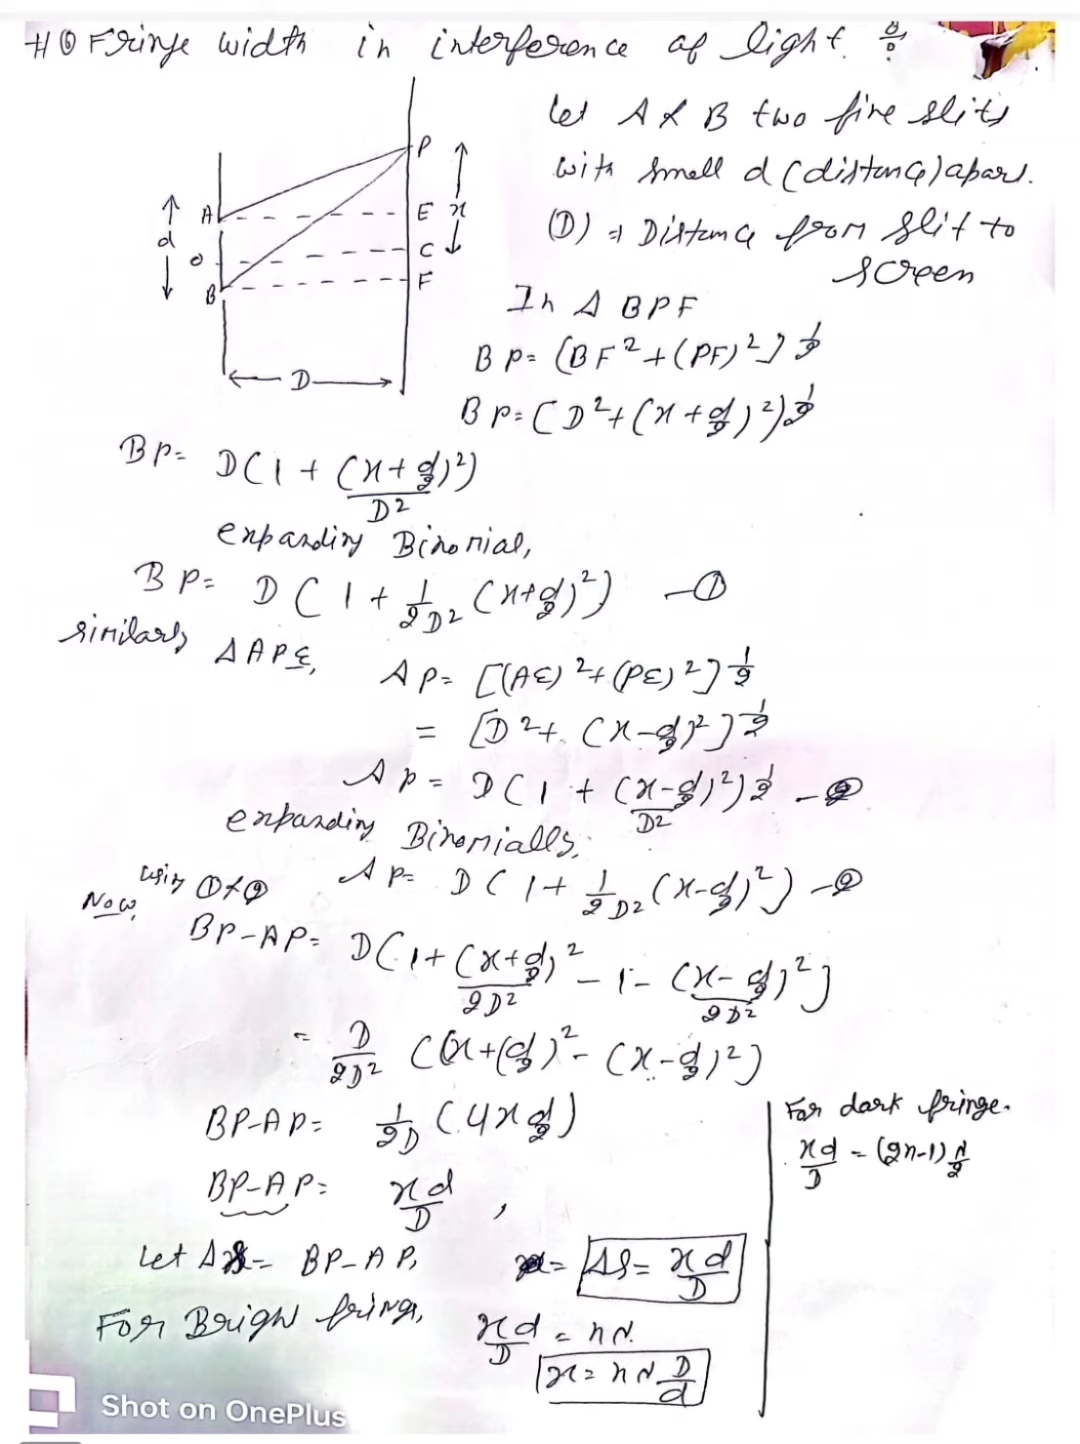 # ① Fringe width in interference of light :
Let A & B two fine slits
with small d (distance) apart.
(D) → Distance from slit to
screen
P
A
E
x
d
O
C
B
F
D
In Δ BPF
BP = [BF² + (PF)²]^1/2
BP = [D² + (x + d/2)²]^1/2
BP = D(1 + (x + d/2)²/D²)
expanding Binomial,
BP = D(1 + 1/2D² (x + d/2)²) —①
similarly ΔAPE, AP = [(AE)² + (PE)²]^1/2
= [D² + (x - d/2)²]^1/2
AP = D(1 + (x - d/2)²/D²)^1/2 —②
expanding Binomialls,
AP = D(1 + 1/2D² (x - d/2)²) —②
Now, using ① & ②
BP-AP = D(1 + (x + d/2)²/2D² - 1 - (x - d/2)²/2D²)
= D/2D² ((x + (d/2)² - (x - d/2)²)
BP-AP = 1/2D (4x d/2)
BP-AP = xd/D ,
Let ΔS = BP-AP,
= ΔS = xd/D
For Bright fringe, xd/D = nλ
x = nλ D/d
For dark fringe.
xd/D = (2n-1) λ/2
Shot on OnePlus